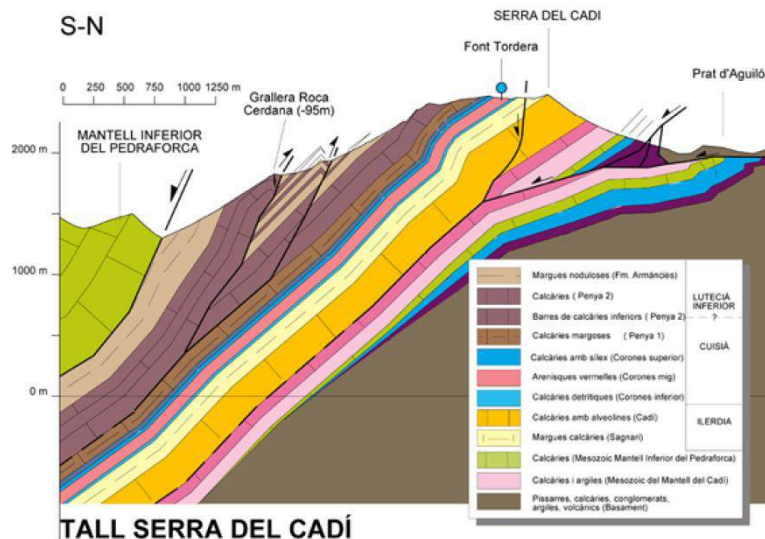 S-N
SERRA DEL CADI
Font Tordera
Prat d'Aguiló
0 250 500 1000 1250 m
Grallera Roca
Cerdana (-95m)
MANTELL INFERIOR
DEL PEDRAFORCA
2000 m
1000 m
0 m
Margues noduloses (Fm. Armàncies)
Calcàries ( Penya 2)
LUTECIÀ
INFERIOR
?
Barres de calcàries inferiors ( Penya 2)
Calcàries margoses ( Penya 1)
CUISIÀ
Calcàries amb sílex (Corones superior)
Arenisques vermelles (Corones mig)
Calcàries detrítiques (Corones inferior)
Calcàries amb alveolines (Cadí)
ILERDIÀ
Margues calcàries (Sagnari)
Calcàries (Mesozoic Mantell Inferior del Pedraforca)
Calcàries i argiles (Mesozoic del Mantell del Cadí)
Pissarres, calcàries, conglomerats,
argiles, volcànics (Basament)
TALL SERRA DEL CADÍ